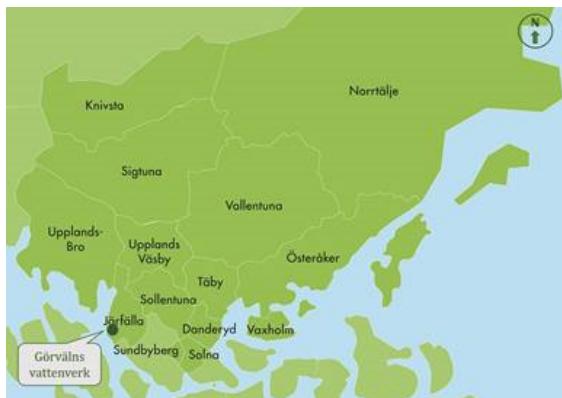 N
Norrtälje
Knivsta
Sigtuna
Vallentuna
Upplands-
Bro
Upplands
Väsby
Österåker
Täby
Sollentuna
Järfälla
Danderyd
Vaxholm
Sundbyberg
Solna
Görvälns
vattenverk